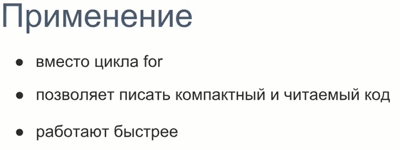 Применение
● вместо цикла for
● позволяет писать компактный и читаемый код
● работают быстрее